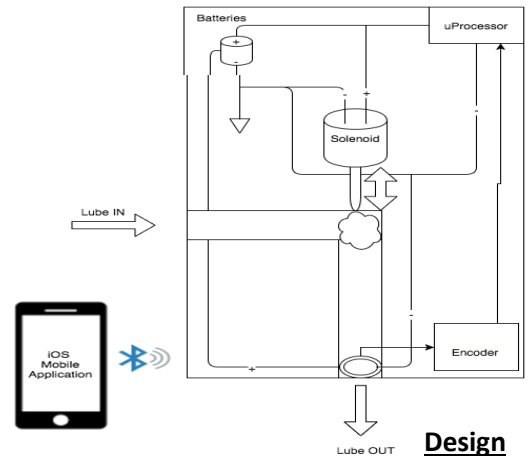 Batteries
uProcessor
+
-
-
+
-
Solenoid
Lube IN
iOS
Mobile
Application
-
Encoder
+
Lube OUT
Design